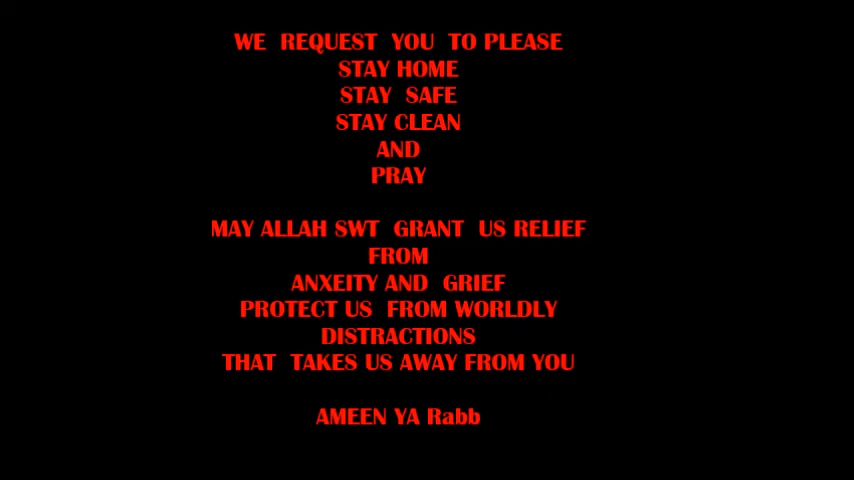 WE REQUEST YOU TO PLEASE
STAY HOME
STAY SAFE
STAY CLEAN
AND
PRAY
MAY ALLAH SWT GRANT US RELIEF
FROM
ANXEITY AND GRIEF
PROTECT US FROM WORLDLY
DISTRACTIONS
THAT TAKES US AWAY FROM YOU
AMEEN YA Rabb